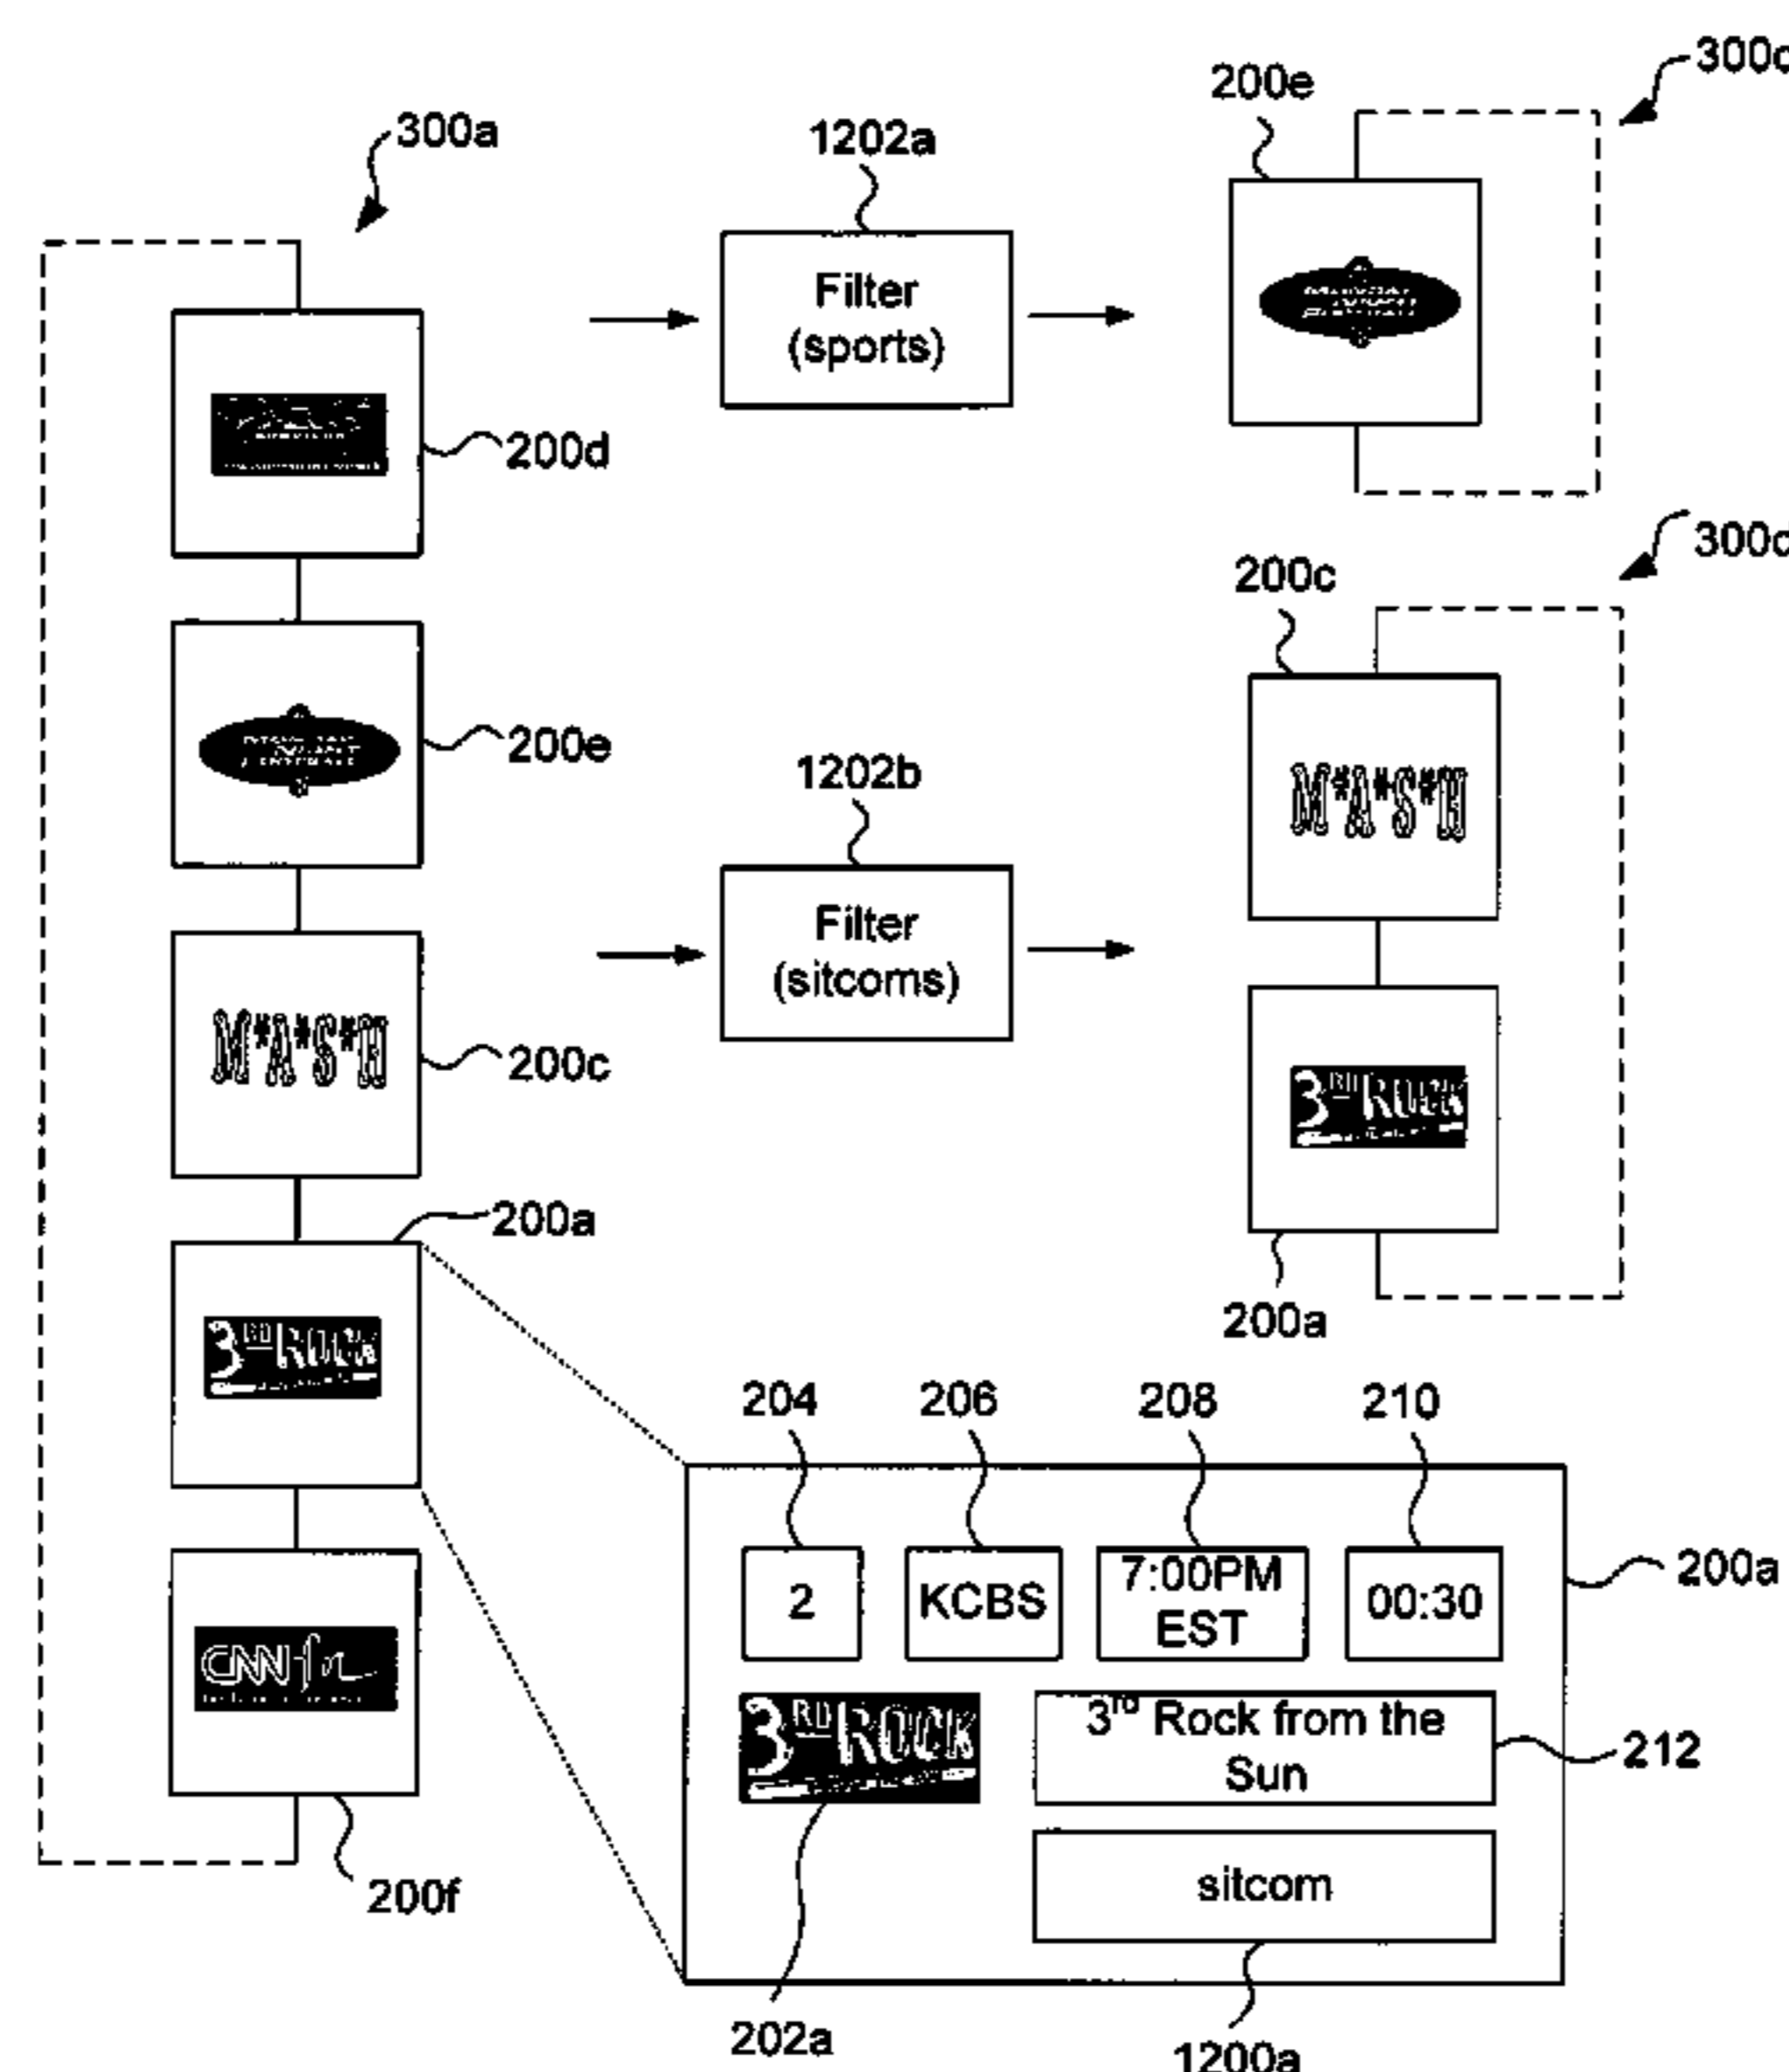 300c
200e
300a
1202a
Filter
(sports)
200d
300d
200c
200e
1202b
Filter
(sitcoms)
M*A*S*H
M*A*S*H
200c
200a
3RD ROCK
200a
3RD ROCK
204
206
208
210
2
KCBS
7:00PM
EST
00:30
200a
CNNfn
3RD ROCK
3rd Rock from the
Sun
212
200f
sitcom
202a
1200a